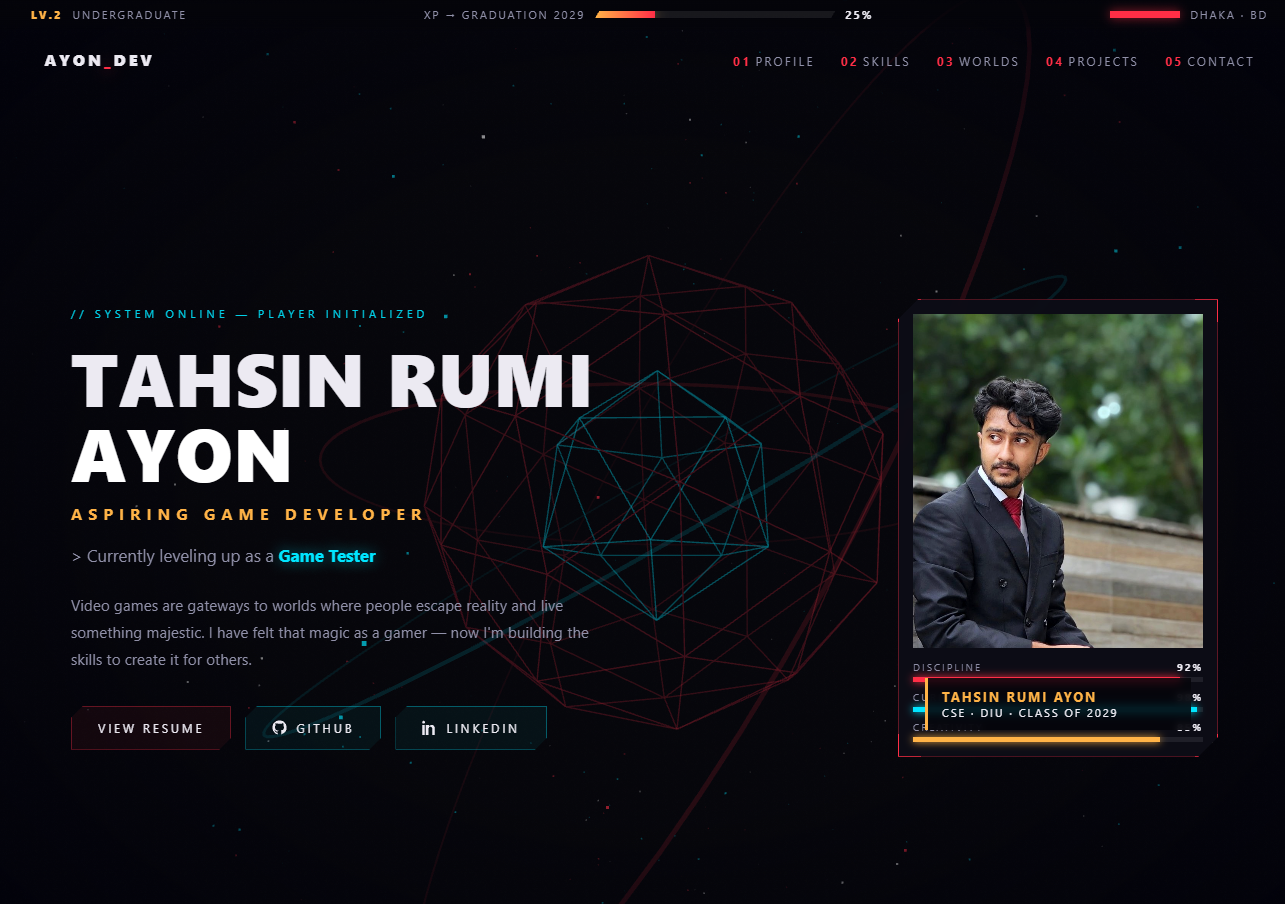 LV.2 UNDERGRADUATE
XP → GRADUATION 2029 25%
DHAKA · BD
AYON_DEV
01 PROFILE 02 SKILLS 03 WORLDS 04 PROJECTS 05 CONTACT
// SYSTEM ONLINE — PLAYER INITIALIZED
TAHSIN RUMI
AYON
ASPIRING GAME DEVELOPER
> Currently leveling up as a Game Tester
Video games are gateways to worlds where people escape reality and live
something majestic. I have felt that magic as a gamer — now I'm building the
skills to create it for others.
VIEW RESUME
GITHUB
LINKEDIN
DISCIPLINE 92%
TAHSIN RUMI AYON
CSE · DIU · CLASS OF 2029